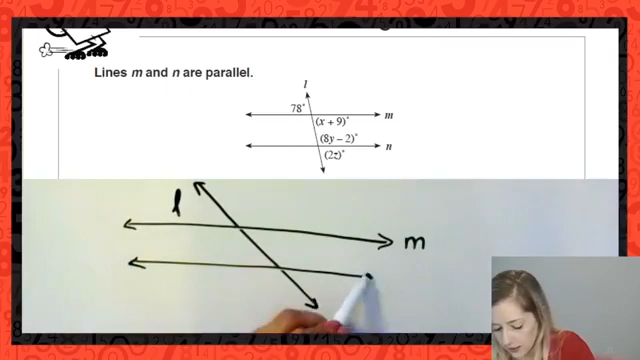 Lines m and n are parallel.
l
78°
m
(x + 9)°
(8y − 2)°
n
(2z)°
l
m